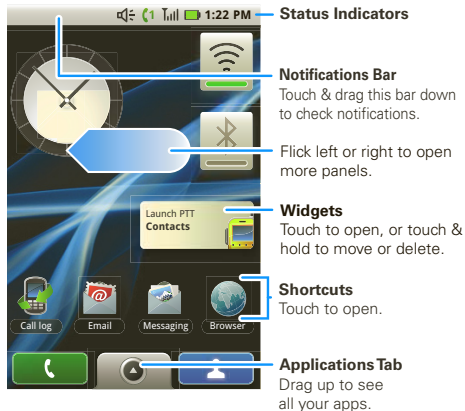 1 1:22 PM
Status Indicators
Notifications Bar
Touch & drag this bar down
to check notifications.
Flick left or right to open
more panels.
Launch PTT
Contacts
Widgets
Touch to open, or touch &
hold to move or delete.
Shortcuts
Touch to open.
Call log
Email
Messaging
Browser
Applications Tab
Drag up to see
all your apps.